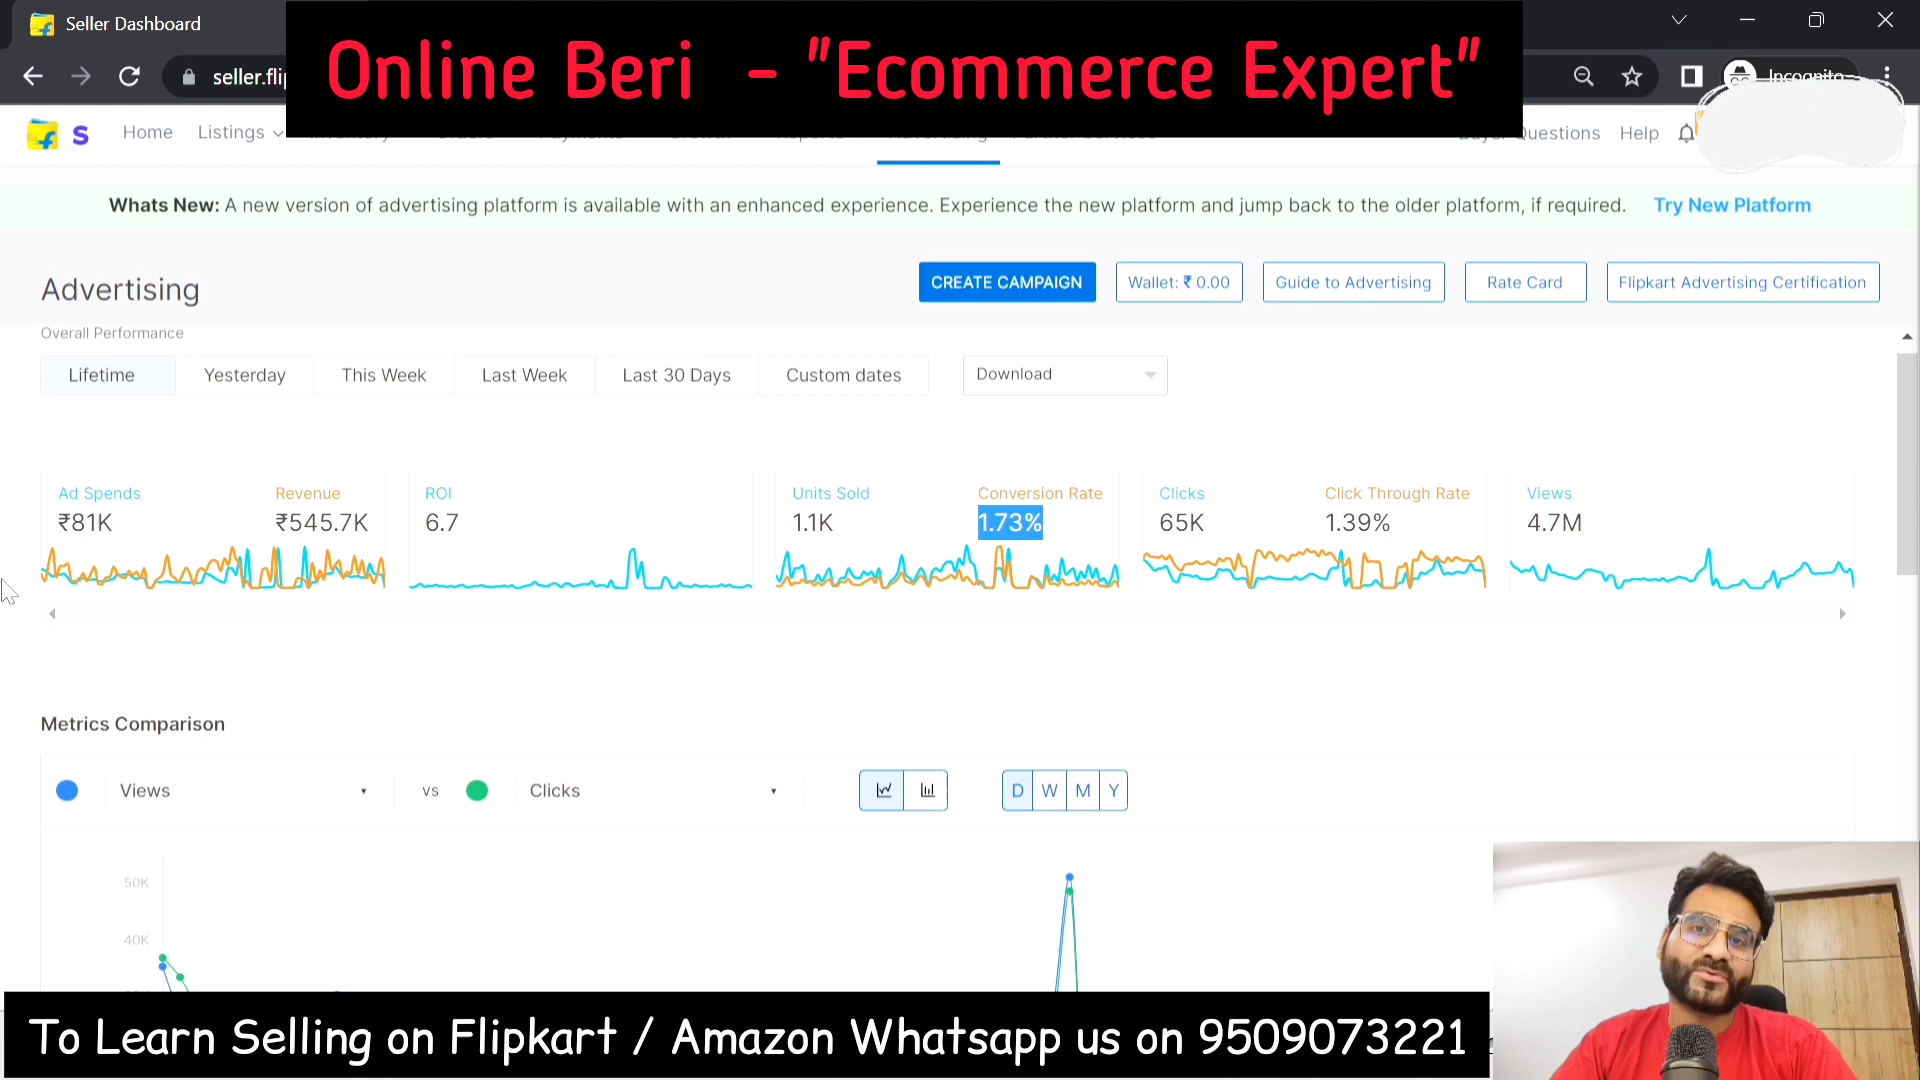 Seller Dashboard
Online Beri - "Ecommerce Expert"
seller.flip
Incognito
S
Home
Listings
Questions
Help
Whats New: A new version of advertising platform is available with an enhanced experience. Experience the new platform and jump back to the older platform, if required. Try New Platform
Advertising
CREATE CAMPAIGN
Wallet: ₹ 0.00
Guide to Advertising
Rate Card
Flipkart Advertising Certification
Overall Performance
Lifetime
Yesterday
This Week
Last Week
Last 30 Days
Custom dates
Download
Ad Spends
₹81K
Revenue
₹545.7K
ROI
6.7
Units Sold
1.1K
Conversion Rate
1.73%
Clicks
65K
Click Through Rate
1.39%
Views
4.7M
Metrics Comparison
Views
vs
Clicks
D W M Y
50K
40K
To Learn Selling on Flipkart / Amazon Whatsapp us on 9509073221